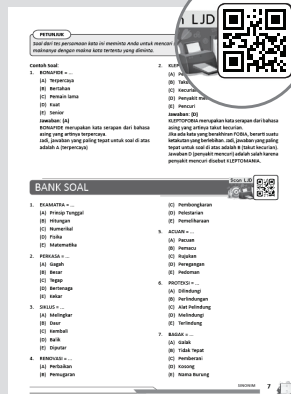 LJD
PETUNJUK
Soal dari tes persamaan kata ini meminta Anda untuk mencari
maknanya dengan makna kata tertentu yang
Contoh Soal:
1. BONAFIDE = ...
(A) Terpercaya
(B) Bertahan
(C) Pemain lama
(D) Kuat
(E) Senior
Jawaban: (A)
BONAFIDE merupakan kata serapan dari bahasa
asing yang artinya terpercaya.
Jadi, jawaban yang paling tepat untuk soal di atas
adalah A (terpercaya)
2. KLEP
(A)
(B)
(C)
(D) Penyakit
(E) Pencuri
Jawaban: (D)
KLEPTOFOBIA merupakan kata serapan dari bahasa
asing yang artinya takut kecurian.
Jika ada kata yang berakhiran FOBIA, berarti suatu
ketakutan yang berlebihan. Jadi, jawaban yang paling
tepat untuk soal di atas adalah B (takut kecurian).
Jawaban D (penyakit mencuri) adalah salah karena
penyakit mencuri disebut KLEPTOMANIA.
BANK SOAL
Scan LJD
1. EKAMATRA = ...
(A) Prinsip Tunggal
(B) Hitungan
(C) Numerikal
(D) Fisika
(E) Matematika
2. PERKASA = ...
(A) Gagah
(B) Besar
(C) Tegap
(D) Bertenaga
(E) Kekar
3. SIKLUS = ...
(A) Melingkar
(B) Daur
(C) Kembali
(D) Balik
(E) Diputar
4. RENOVASI = ...
(A) Perbaikan
(B) Pemugaran
(C) Pembongkaran
(D) Pelestarian
(E) Pemeliharaan
5. ACUAN = ...
(A) Pacuan
(B) Pemacu
(C) Rujukan
(D) Peregangan
(E) Pedoman
6. PROTEKSI = ...
(A) Dilindungi
(B) Perlindungan
(C) Alat Pelindung
(D) Melindungi
(E) Terlindung
7. BAGAK = ...
(A) Galak
(B) Tidak Tepat
(C) Pemberani
(D) Kosong
(E) Nama Burung
SINONIM 7